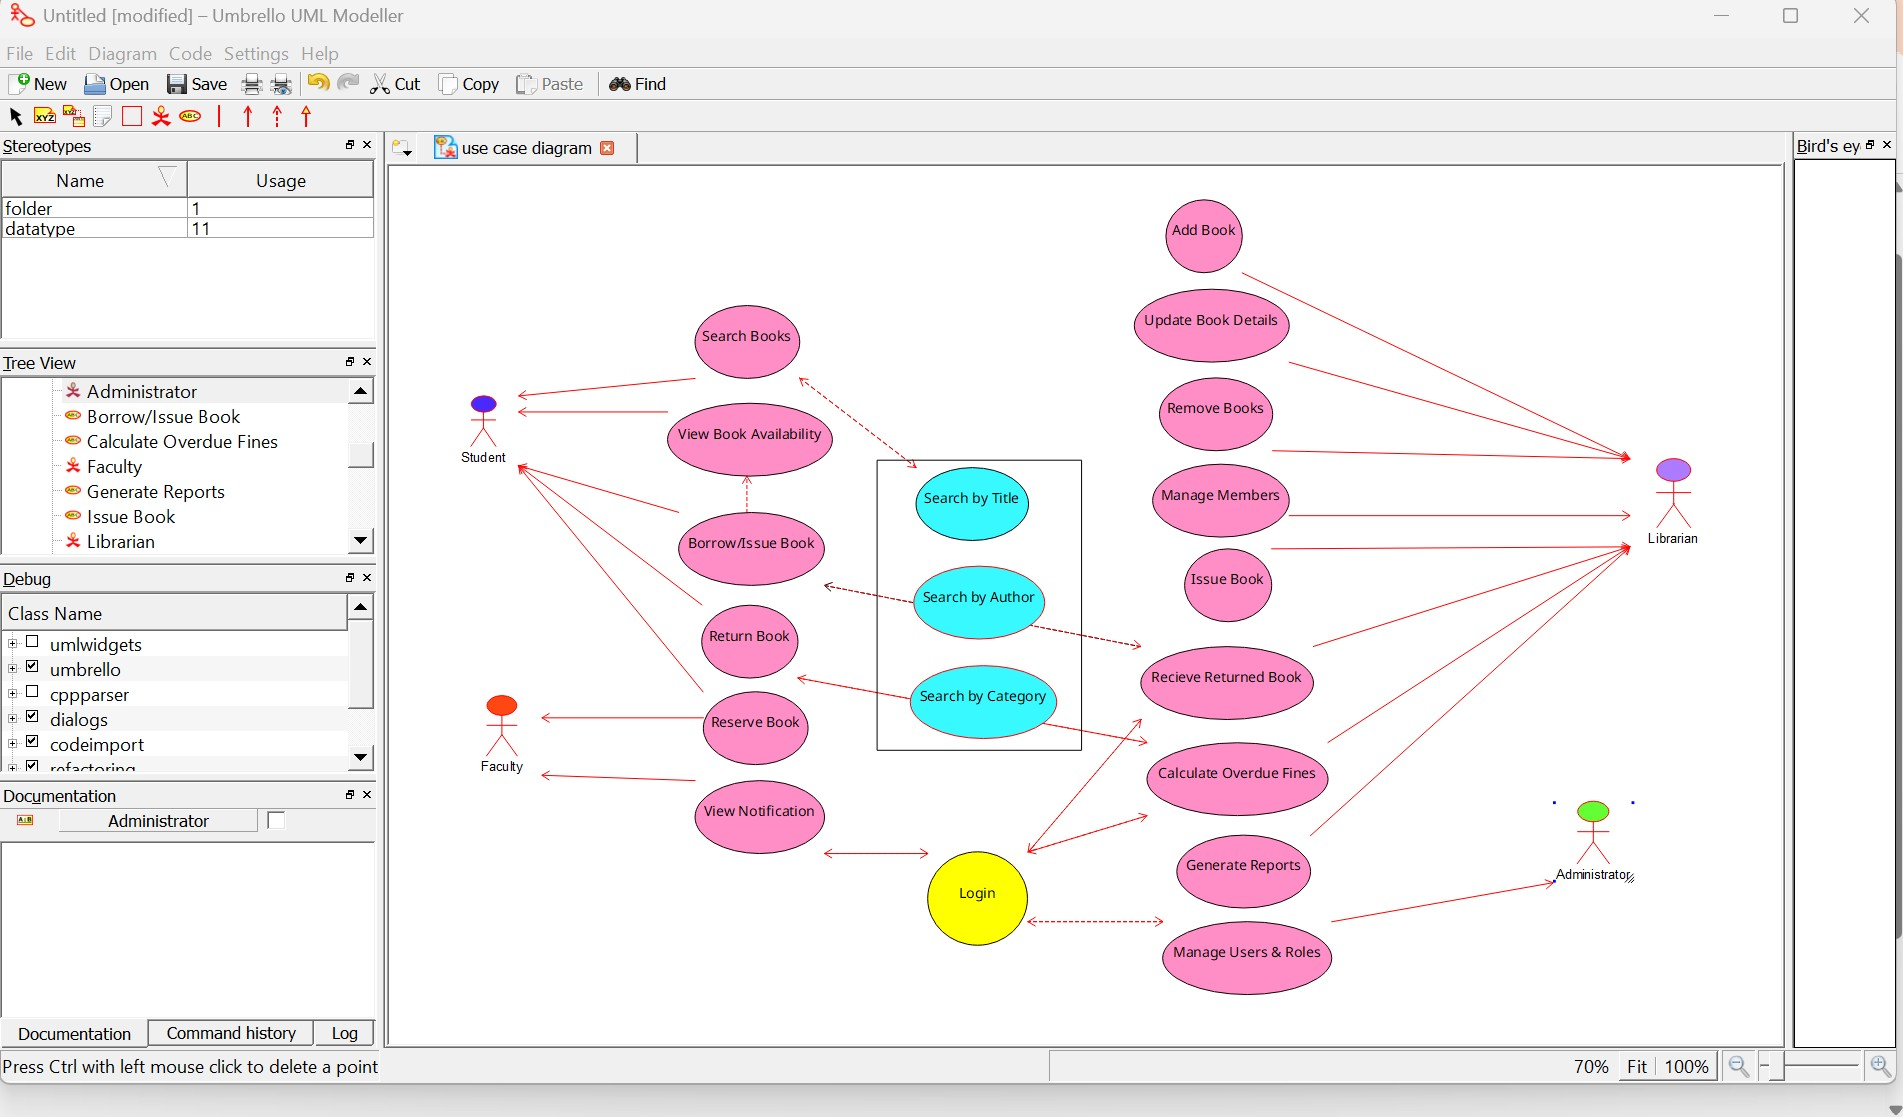 Untitled [modified] – Umbrello UML Modeller
File Edit Diagram Code Settings Help
New Open Save Cut Copy Paste Find
XYZ XYZ ABC
Stereotypes
Name Usage
folder 1
datatype 11
Tree View
Administrator
Borrow/Issue Book
Calculate Overdue Fines
Faculty
Generate Reports
Issue Book
Librarian
Debug
Class Name
umlwidgets
umbrello
cppparser
dialogs
codeimport
refactoring
Documentation
Administrator
Documentation Command history Log
Press Ctrl with left mouse click to delete a point
use case diagram
Bird's ey
Add Book
Update Book Details
Search Books
Remove Books
View Book Availability
Student
Search by Title
Manage Members
Librarian
Borrow/Issue Book
Issue Book
Search by Author
Return Book
Recieve Returned Book
Search by Category
Reserve Book
Faculty
Calculate Overdue Fines
View Notification
Generate Reports
Administrator
Login
Manage Users & Roles
70% Fit 100%